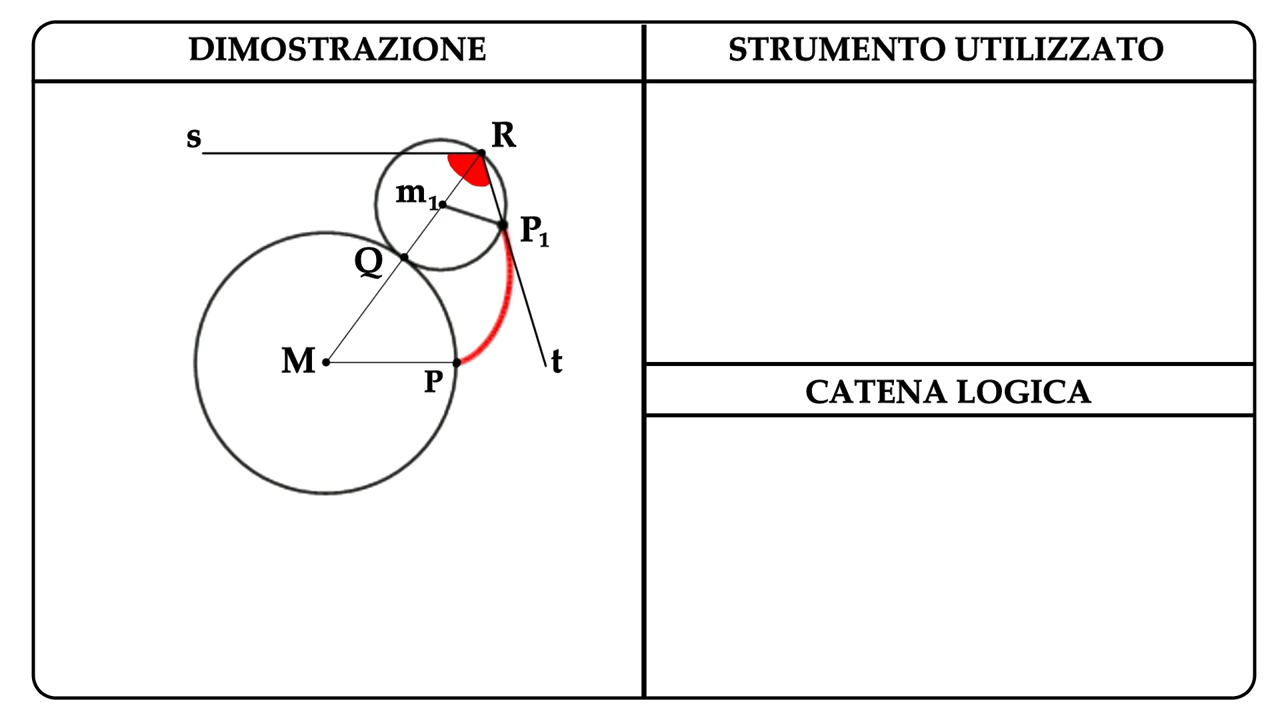 DIMOSTRAZIONE
STRUMENTO UTILIZZATO
s
R
m₁
P₁
Q
M
P
t
CATENA LOGICA